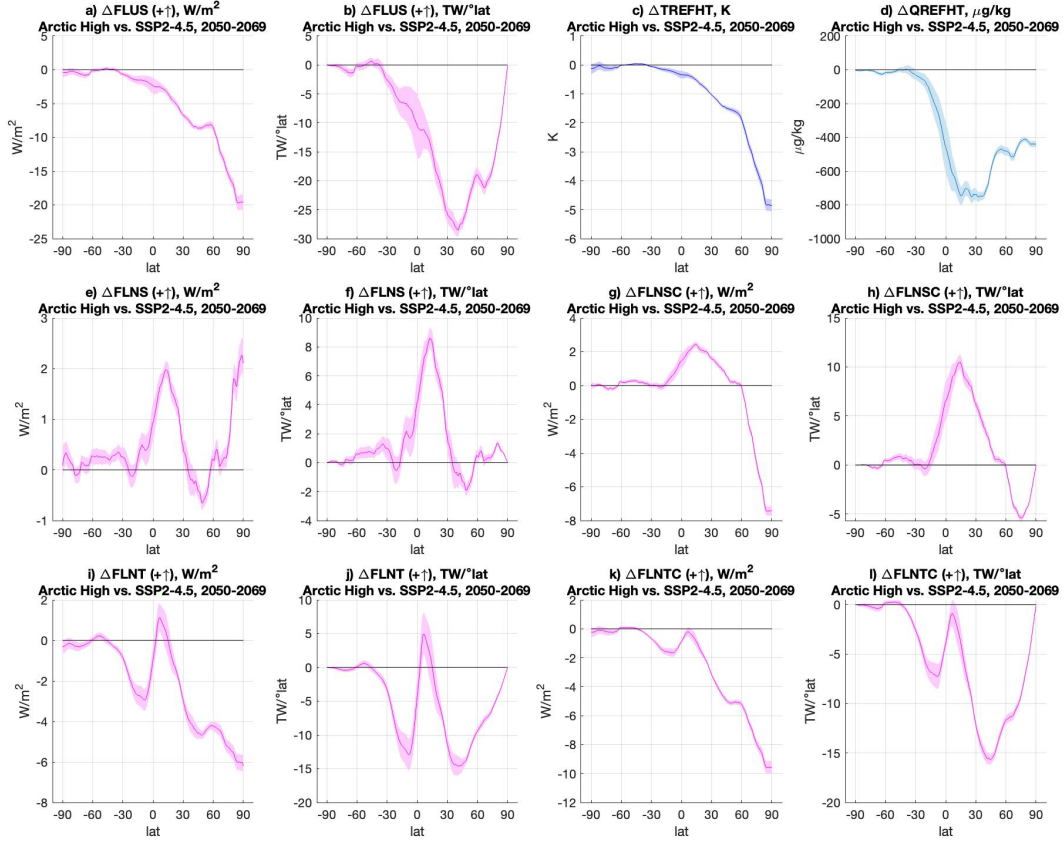 a) △FLUS (+↑), W/m²
Arctic High vs. SSP2-4.5, 2050-2069
5
0
-5
-10
-15
-20
-25
W/m²
-90 -60 -30 0 30 60 90
lat
b) △FLUS (+↑), TW/°lat
Arctic High vs. SSP2-4.5, 2050-2069
5
0
-5
-10
-15
-20
-25
-30
TW/°lat
-90 -60 -30 0 30 60 90
lat
c) △TREFHT, K
Arctic High vs. SSP2-4.5, 2050-2069
1
0
-1
-2
-3
-4
-5
-6
K
-90 -60 -30 0 30 60 90
lat
d) △QREFHT, μg/kg
Arctic High vs. SSP2-4.5, 2050-2069
200
0
-200
-400
-600
-800
-1000
μg/kg
-90 -60 -30 0 30 60 90
lat
e) △FLNS (+↑), W/m²
Arctic High vs. SSP2-4.5, 2050-2069
3
2
1
0
-1
W/m²
-90 -60 -30 0 30 60 90
lat
f) △FLNS (+↑), TW/°lat
Arctic High vs. SSP2-4.5, 2050-2069
10
8
6
4
2
0
-2
-4
TW/°lat
-90 -60 -30 0 30 60 90
lat
g) △FLNSC (+↑), W/m²
Arctic High vs. SSP2-4.5, 2050-2069
4
2
0
-2
-4
-6
-8
W/m²
-90 -60 -30 0 30 60 90
lat
h) △FLNSC (+↑), TW/°lat
Arctic High vs. SSP2-4.5, 2050-2069
15
10
5
0
-5
TW/°lat
-90 -60 -30 0 30 60 90
lat
i) △FLNT (+↑), W/m²
Arctic High vs. SSP2-4.5, 2050-2069
2
0
-2
-4
-6
-8
W/m²
-90 -60 -30 0 30 60 90
lat
j) △FLNT (+↑), TW/°lat
Arctic High vs. SSP2-4.5, 2050-2069
10
5
0
-5
-10
-15
-20
TW/°lat
-90 -60 -30 0 30 60 90
lat
k) △FLNTC (+↑), W/m²
Arctic High vs. SSP2-4.5, 2050-2069
2
0
-2
-4
-6
-8
-10
-12
W/m²
-90 -60 -30 0 30 60 90
lat
l) △FLNTC (+↑), TW/°lat
Arctic High vs. SSP2-4.5, 2050-2069
0
-5
-10
-15
-20
TW/°lat
-90 -60 -30 0 30 60 90
lat